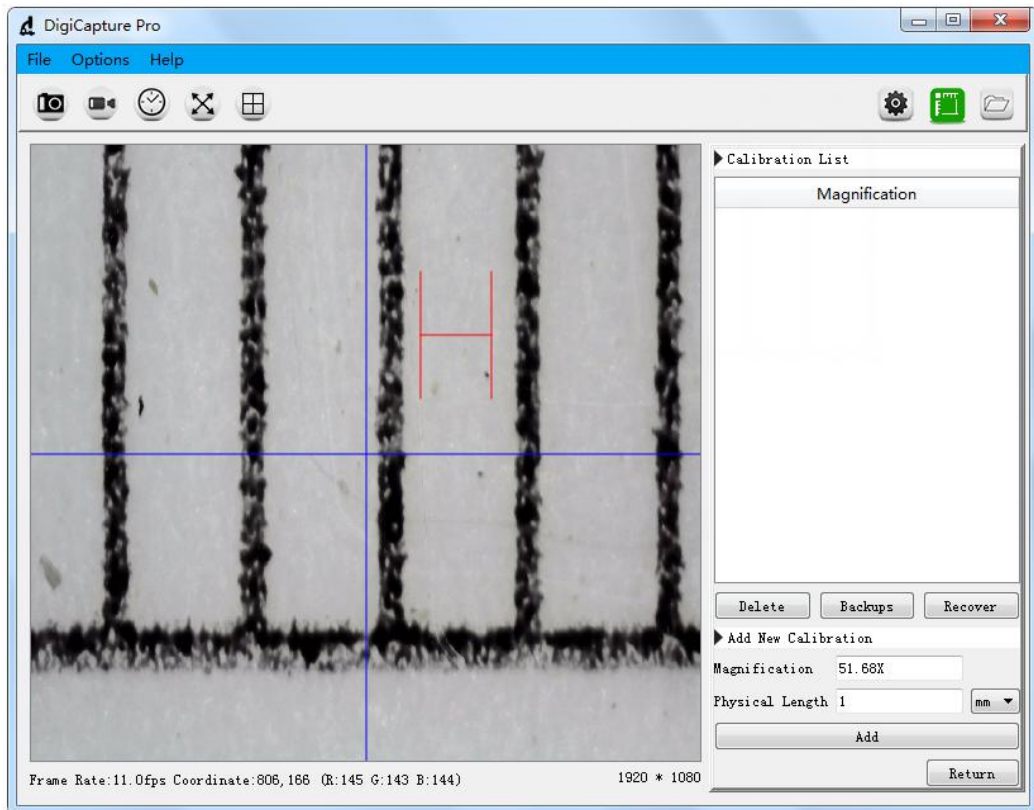 DigiCapture Pro
File Options Help
Calibration List
Magnification
Delete Backups Recover
Add New Calibration
Magnification 51.68X
Physical Length 1 mm
Add
Frame Rate:11.0fps Coordinate:806,166 (R:145 G:143 B:144) 1920 * 1080
Return